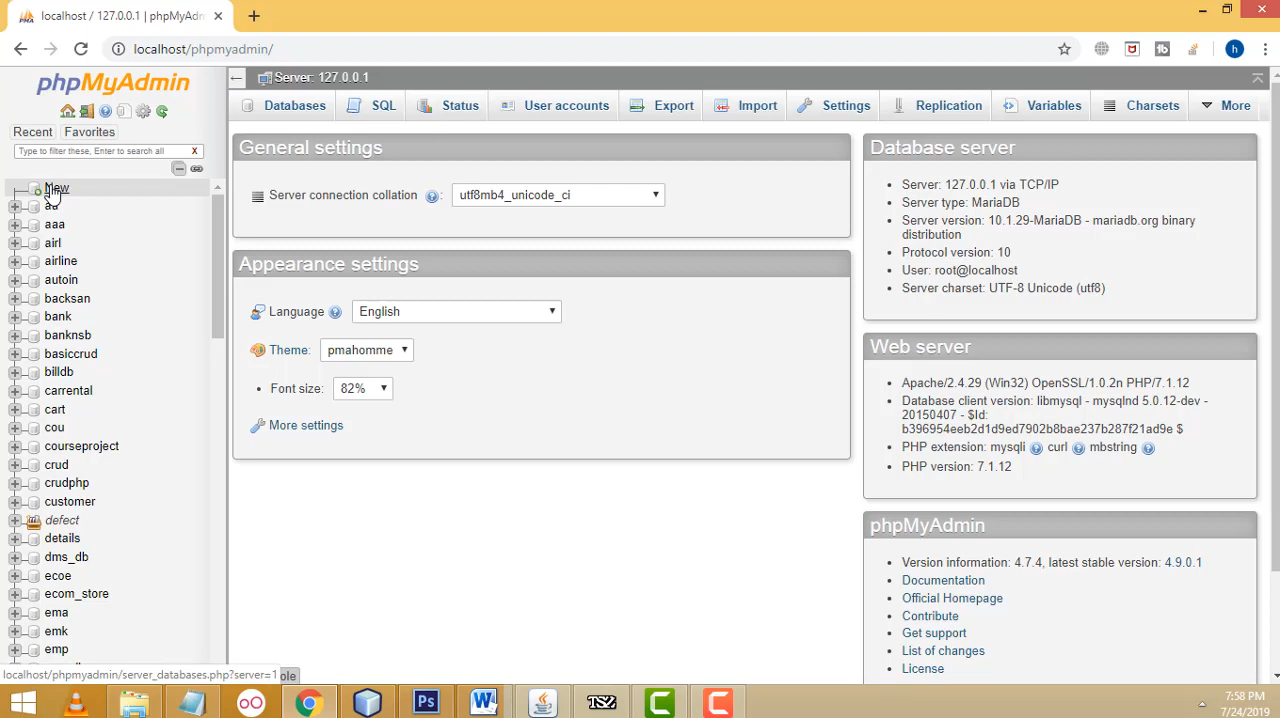 localhost / 127.0.0.1 | phpMyAdm
localhost/phpmyadmin/
h
phpMyAdmin
Recent Favorites
Type to filter these, Enter to search all X
New
aa
aaa
airl
airline
autoin
backsan
bank
banknsb
basiccrud
billdb
carrental
cart
cou
courseproject
crud
crudphp
customer
defect
details
dms_db
ecoe
ecom_store
ema
emk
emp
localhost/phpmyadmin/server_databases.php?server=1
ole
Server: 127.0.0.1
Databases SQL Status User accounts Export Import Settings Replication Variables Charsets More
General settings
Server connection collation : utf8mb4_unicode_ci
Appearance settings
Language English
Theme: pmahomme
• Font size: 82%
More settings
Database server
• Server: 127.0.0.1 via TCP/IP
• Server type: MariaDB
• Server version: 10.1.29-MariaDB - mariadb.org binary
distribution
• Protocol version: 10
• User: root@localhost
• Server charset: UTF-8 Unicode (utf8)
Web server
• Apache/2.4.29 (Win32) OpenSSL/1.0.2n PHP/7.1.12
• Database client version: libmysql - mysqlnd 5.0.12-dev -
20150407 - $Id:
b396954eeb2d1d9ed7902b8bae237b287f21ad9e $
• PHP extension: mysqli curl mbstring
• PHP version: 7.1.12
phpMyAdmin
• Version information: 4.7.4, latest stable version: 4.9.0.1
• Documentation
• Official Homepage
• Contribute
• Get support
• List of changes
• License
Ps
W
TSZ
C
C
7:58 PM
7/24/2019